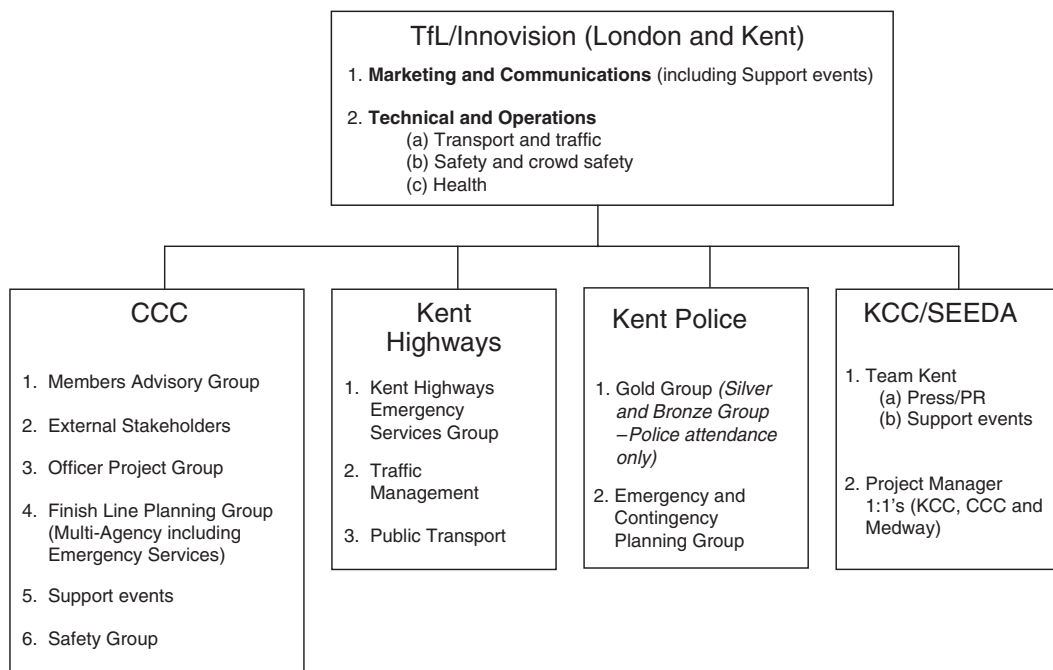 TfL/Innovision (London and Kent)
1. Marketing and Communications (including Support events)
2. Technical and Operations
(a) Transport and traffic
(b) Safety and crowd safety
(c) Health
CCC
1. Members Advisory Group
2. External Stakeholders
3. Officer Project Group
4. Finish Line Planning Group
(Multi-Agency including
Emergency Services)
5. Support events
6. Safety Group
Kent
Highways
1. Kent Highways
Emergency
Services Group
2. Traffic
Management
3. Public Transport
Kent Police
1. Gold Group (Silver
and Bronze Group
–Police attendance
only)
2. Emergency and
Contingency
Planning Group
KCC/SEEDA
1. Team Kent
(a) Press/PR
(b) Support events
2. Project Manager
1:1's (KCC, CCC and
Medway)